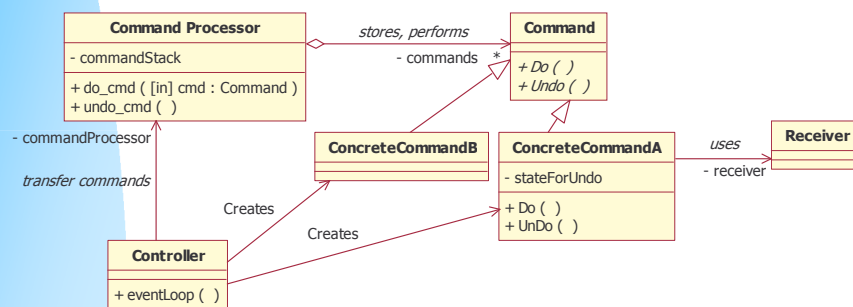 Command Processor
- commandStack
+ do_cmd ( [in] cmd : Command )
+ undo_cmd ( )
stores, performs
- commands
*
Command
+ Do ( )
+ Undo ( )
- commandProcessor
transfer commands
ConcreteCommandB
ConcreteCommandA
- stateForUndo
+ Do ( )
+ UnDo ( )
uses
- receiver
Receiver
Creates
Creates
Controller
+ eventLoop ( )